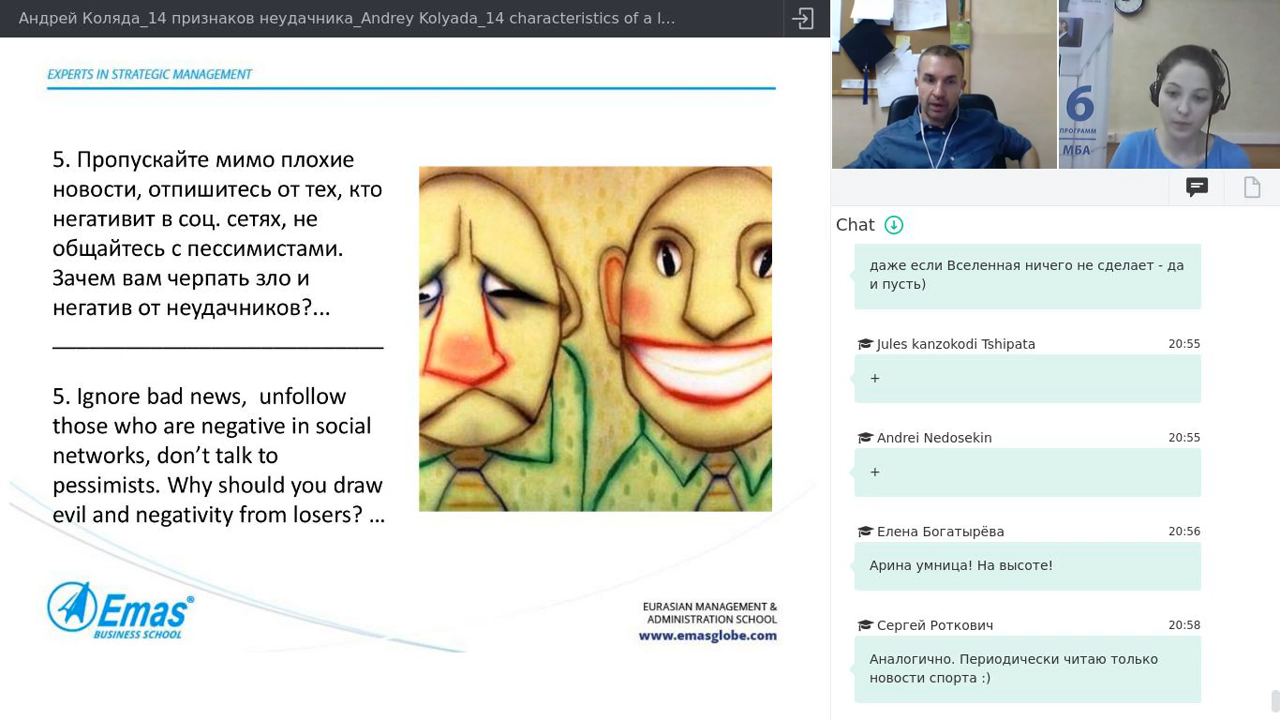 Андрей Коляда_14 признаков неудачника_Andrey Kolyada_14 characteristics of a l...
EXPERTS IN STRATEGIC MANAGEMENT
5. Пропускайте мимо плохие
новости, отпишитесь от тех, кто
негативит в соц. сетях, не
общайтесь с пессимистами.
Зачем вам черпать зло и
негатив от неудачников?...
5. Ignore bad news,  unfollow
those who are negative in social
networks, don’t talk to
pessimists. Why should you draw
evil and negativity from losers? ...
Emas®
BUSINESS SCHOOL
EURASIAN MANAGEMENT &
ADMINISTRATION SCHOOL
www.emasglobe.com
6
ПРОГРАММ
МБА
Chat
даже если Вселенная ничего не сделает - да
и пусть)
Jules kanzokodi Tshipata 20:55
+
Andrei Nedosekin 20:55
+
Елена Богатырёва 20:56
Арина умница! На высоте!
Сергей Роткович 20:58
Аналогично. Периодически читаю только
новости спорта :)